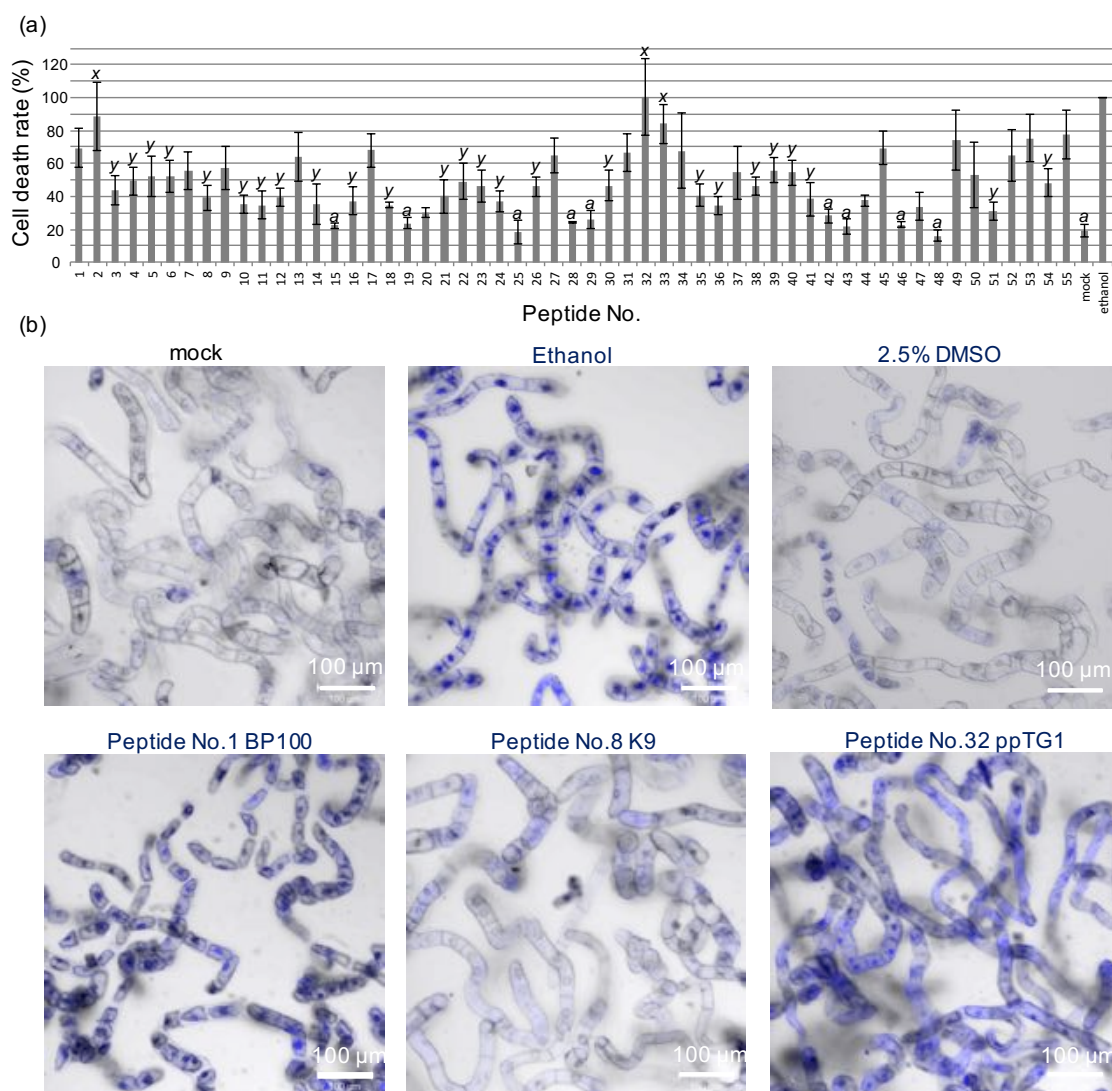 (a)
Cell death rate (%)
120
100
80
60
40
20
0
x y y y y y y y y y a y y a y y y y a y a a y x x y y y y y y a a a a y y a
1 2 3 4 5 6 7 8 9 10 11 12 13 14 15 16 17 18 19 20 21 22 23 24 25 26 27 28 29 30 31 32 33 34 35 36 37 38 39 40 41 42 43 44 45 46 47 48 49 50 51 52 53 54 55 mock ethanol
Peptide No.
(b)
mock
Ethanol
2.5% DMSO
100 µm
100 µm
100 µm
Peptide No.1 BP100
Peptide No.8 K9
Peptide No.32 ppTG1
100 µm
100 µm
100 µm